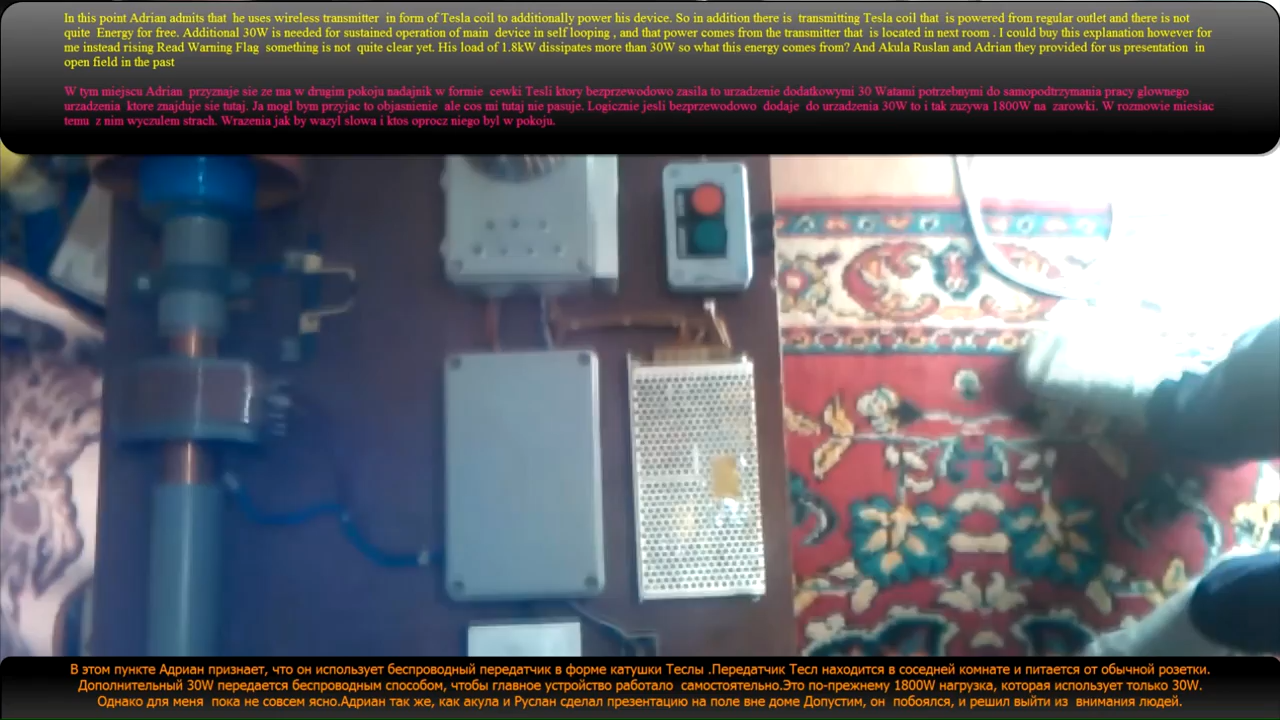 In this point Adrian admits that he uses wireless transmitter in form of Tesla coil to additionally power his device. So in addition there is transmitting Tesla coil that is powered from regular outlet and there is not
quite Energy for free. Additional 30W is needed for sustained operation of main device in self looping , and that power comes from the transmitter that is located in next room . I could buy this explanation however for
me instead rising Read Warning Flag something is not quite clear yet. His load of 1.8kW dissipates more than 30W so what this energy comes from? And Akula Ruslan and Adrian they provided for us presentation in
open field in the past
W tym miejscu Adrian przyznaje sie ze ma w drugim pokoju nadajnik w formie cewki Tesli ktory bezprzewodowo zasila to urzadzenie dodatkowymi 30 Watami potrzebnymi do samopodtrzymania pracy glownego
urzadzenia ktore znajduje sie tutaj. Ja mogl bym przyjac to objasnienie ale cos mi tutaj nie pasuje. Logicznie jesli bezprzewodowo dodaje do urzadzenia 30W to i tak zuzywa 1800W na zarowki. W rozmowie miesiac
temu z nim wyczulem strach. Wrazenia jak by wazyl slowa i ktos oprocz niego byl w pokoju.
В этом пункте Адриан признает, что он использует беспроводный передатчик в форме катушки Теслы .Передатчик Тесл находится в соседней комнате и питается от обычной розетки.
Дополнительный 30W передается беспроводным способом, чтобы главное устройство работало самостоятельно.Это по-прежнему 1800W нагрузка, которая использует только 30W.
Однако для меня пока не совсем ясно.Адриан так же, как акула и Руслан сделал презентацию на поле вне доме Допустим, он побоялся, и решил выйти из внимания людей.